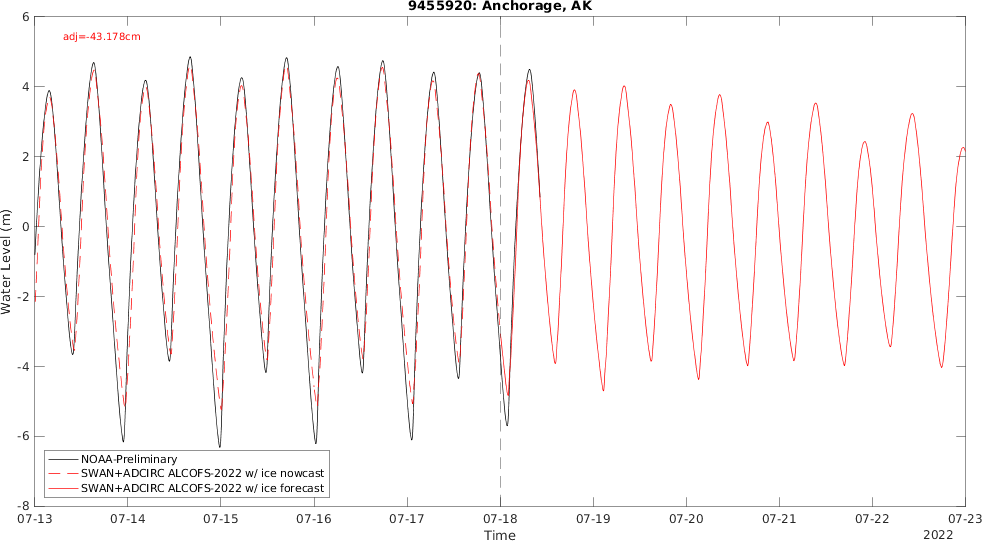 9455920: Anchorage, AK
adj=-43.178cm
6
4
2
0
-2
-4
-6
-8
Water Level (m)
NOAA-Preliminary
SWAN+ADCIRC ALCOFS-2022 w/ ice nowcast
SWAN+ADCIRC ALCOFS-2022 w/ ice forecast
07-13 07-14 07-15 07-16 07-17 07-18 07-19 07-20 07-21 07-22 07-23
Time
2022